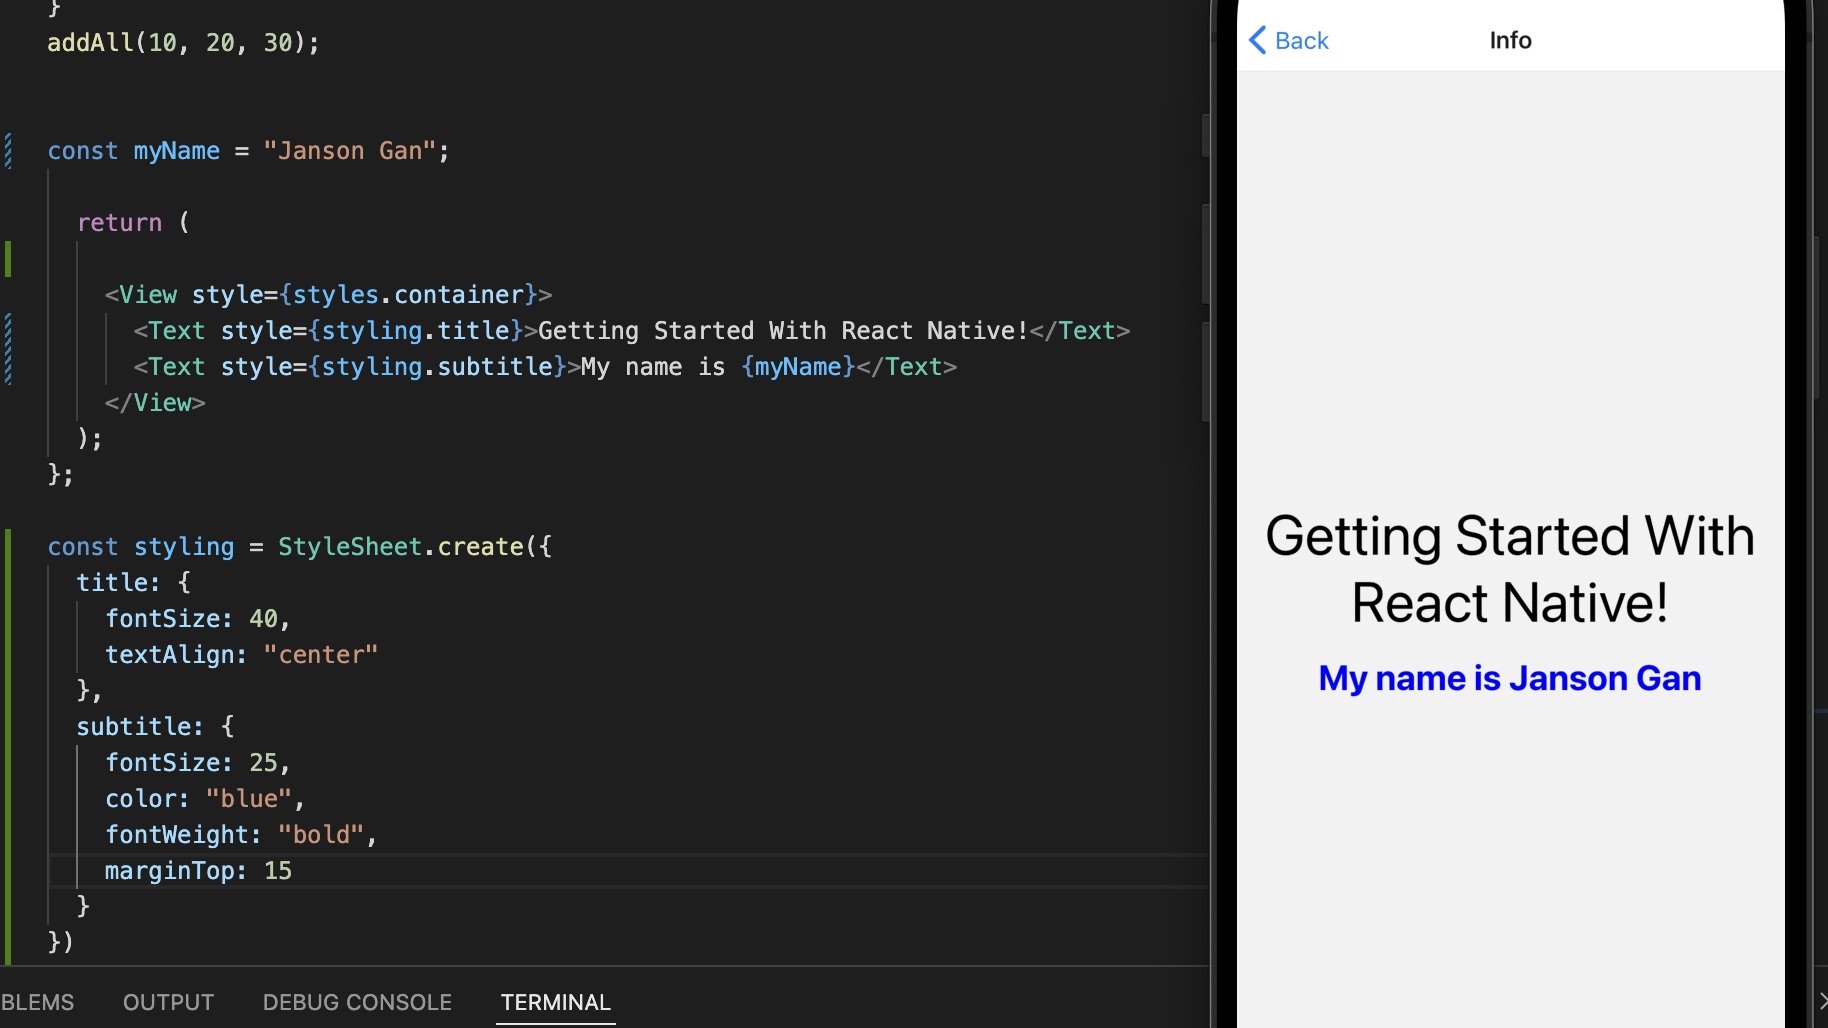 }
addAll(10, 20, 30);
const myName = "Janson Gan";
return (
<View style={styles.container}>
<Text style={styling.title}>Getting Started With React Native!</Text>
<Text style={styling.subtitle}>My name is {myName}</Text>
</View>
);
};
const styling = StyleSheet.create({
title: {
fontSize: 40,
textAlign: "center"
},
subtitle: {
fontSize: 25,
color: "blue",
fontWeight: "bold",
marginTop: 15
}
})
BLEMS OUTPUT DEBUG CONSOLE TERMINAL
Back Info
Getting Started With
React Native!
My name is Janson Gan